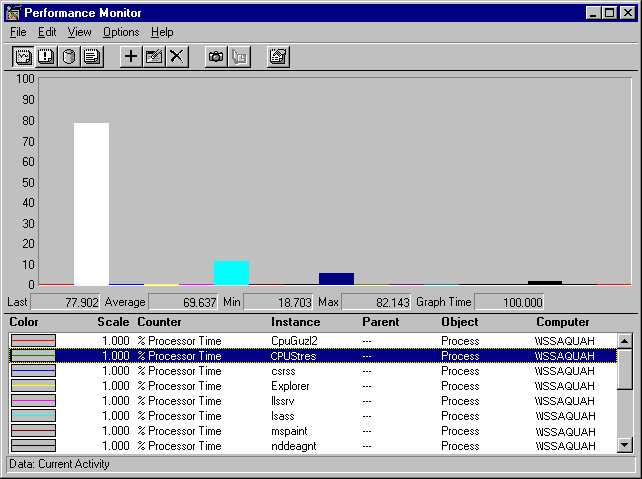 Performance Monitor
File Edit View Options Help
100
90
80
70
60
50
40
30
20
10
0
Last 77.902 Average 69.637 Min 18.703 Max 82.143 Graph Time 100.000
Color Scale Counter Instance Parent Object Computer
1.000 % Processor Time CpuGuzl2 --- Process \\WSSAQUAH
1.000 % Processor Time CPUStres --- Process \\WSSAQUAH
1.000 % Processor Time csrss --- Process \\WSSAQUAH
1.000 % Processor Time Explorer --- Process \\WSSAQUAH
1.000 % Processor Time llssrv --- Process \\WSSAQUAH
1.000 % Processor Time lsass --- Process \\WSSAQUAH
1.000 % Processor Time mspaint --- Process \\WSSAQUAH
1.000 % Processor Time nddeagnt --- Process \\WSSAQUAH
Data: Current Activity